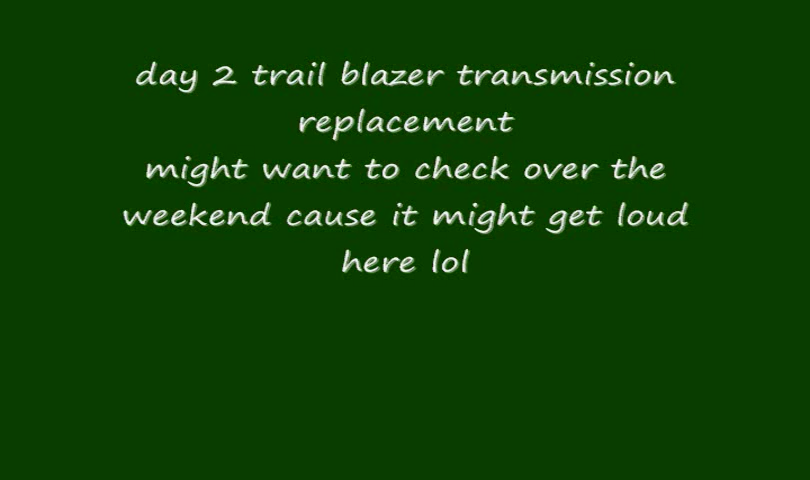 day 2 trail blazer transmission
replacement
might want to check over the
weekend cause it might get loud
here lol